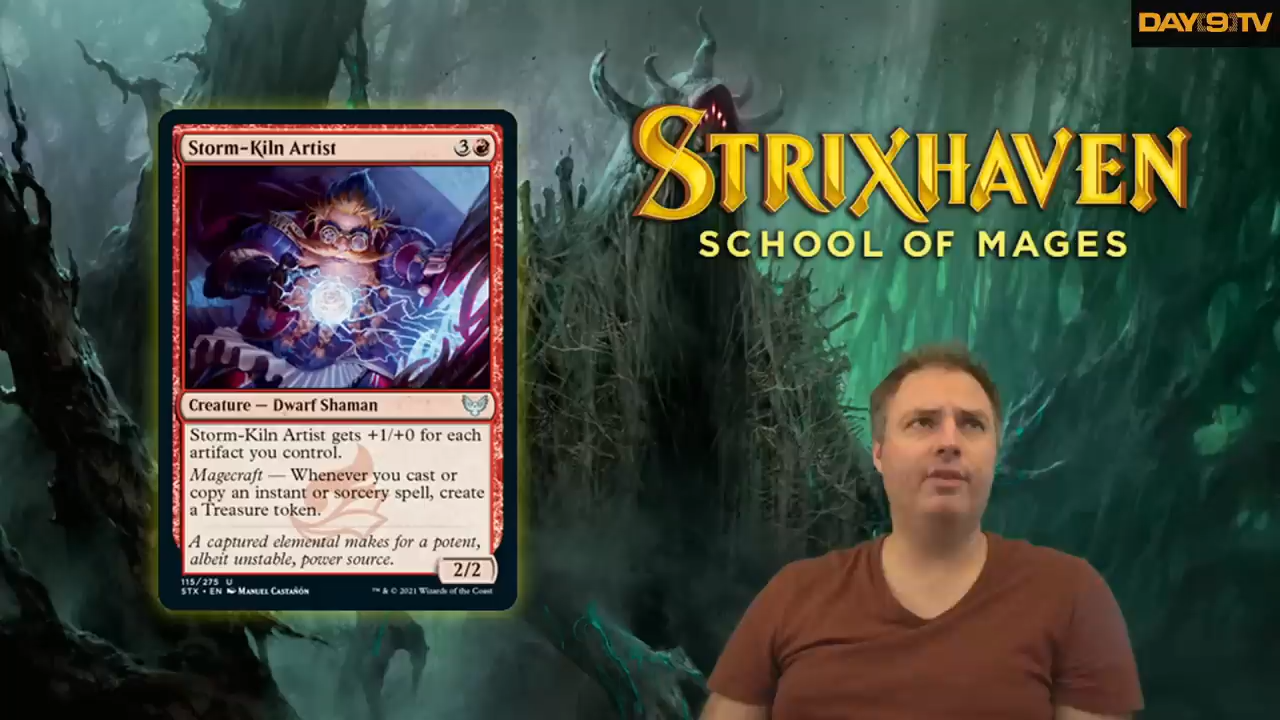 DAY[9]TV
Storm-Kiln Artist 3
STRIXHAVEN
SCHOOL OF MAGES
Creature — Dwarf Shaman
Storm-Kiln Artist gets +1/+0 for each
artifact you control.
Magecraft — Whenever you cast or
copy an instant or sorcery spell, create
a Treasure token.
A captured elemental makes for a potent,
albeit unstable, power source.
2/2
115/275 U
STX • EN Manuel Castañón
™ & © 2021 Wizards of the Coast